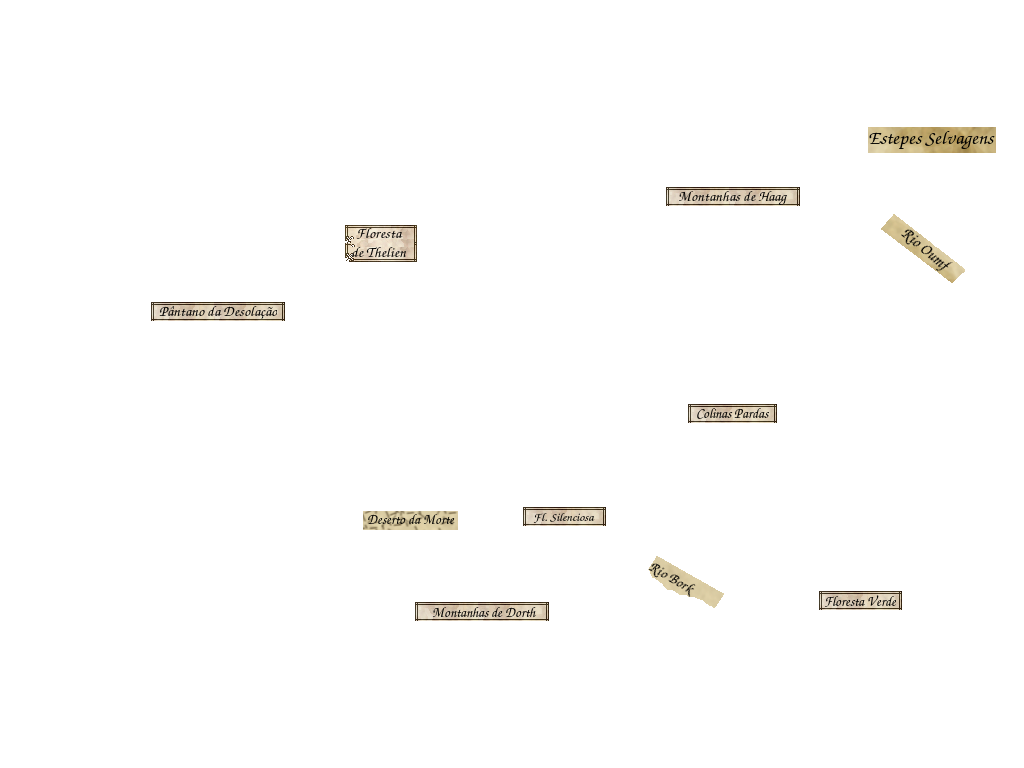 Estepes Selvagens
Montanhas de Haag
Floresta
de Thelien
Rio Oumf
Pântano da Desolação
Colinas Pardas
Deserto da Morte
Fl. Silenciosa
Rio Bork
Floresta Verde
Montanhas de Dorth